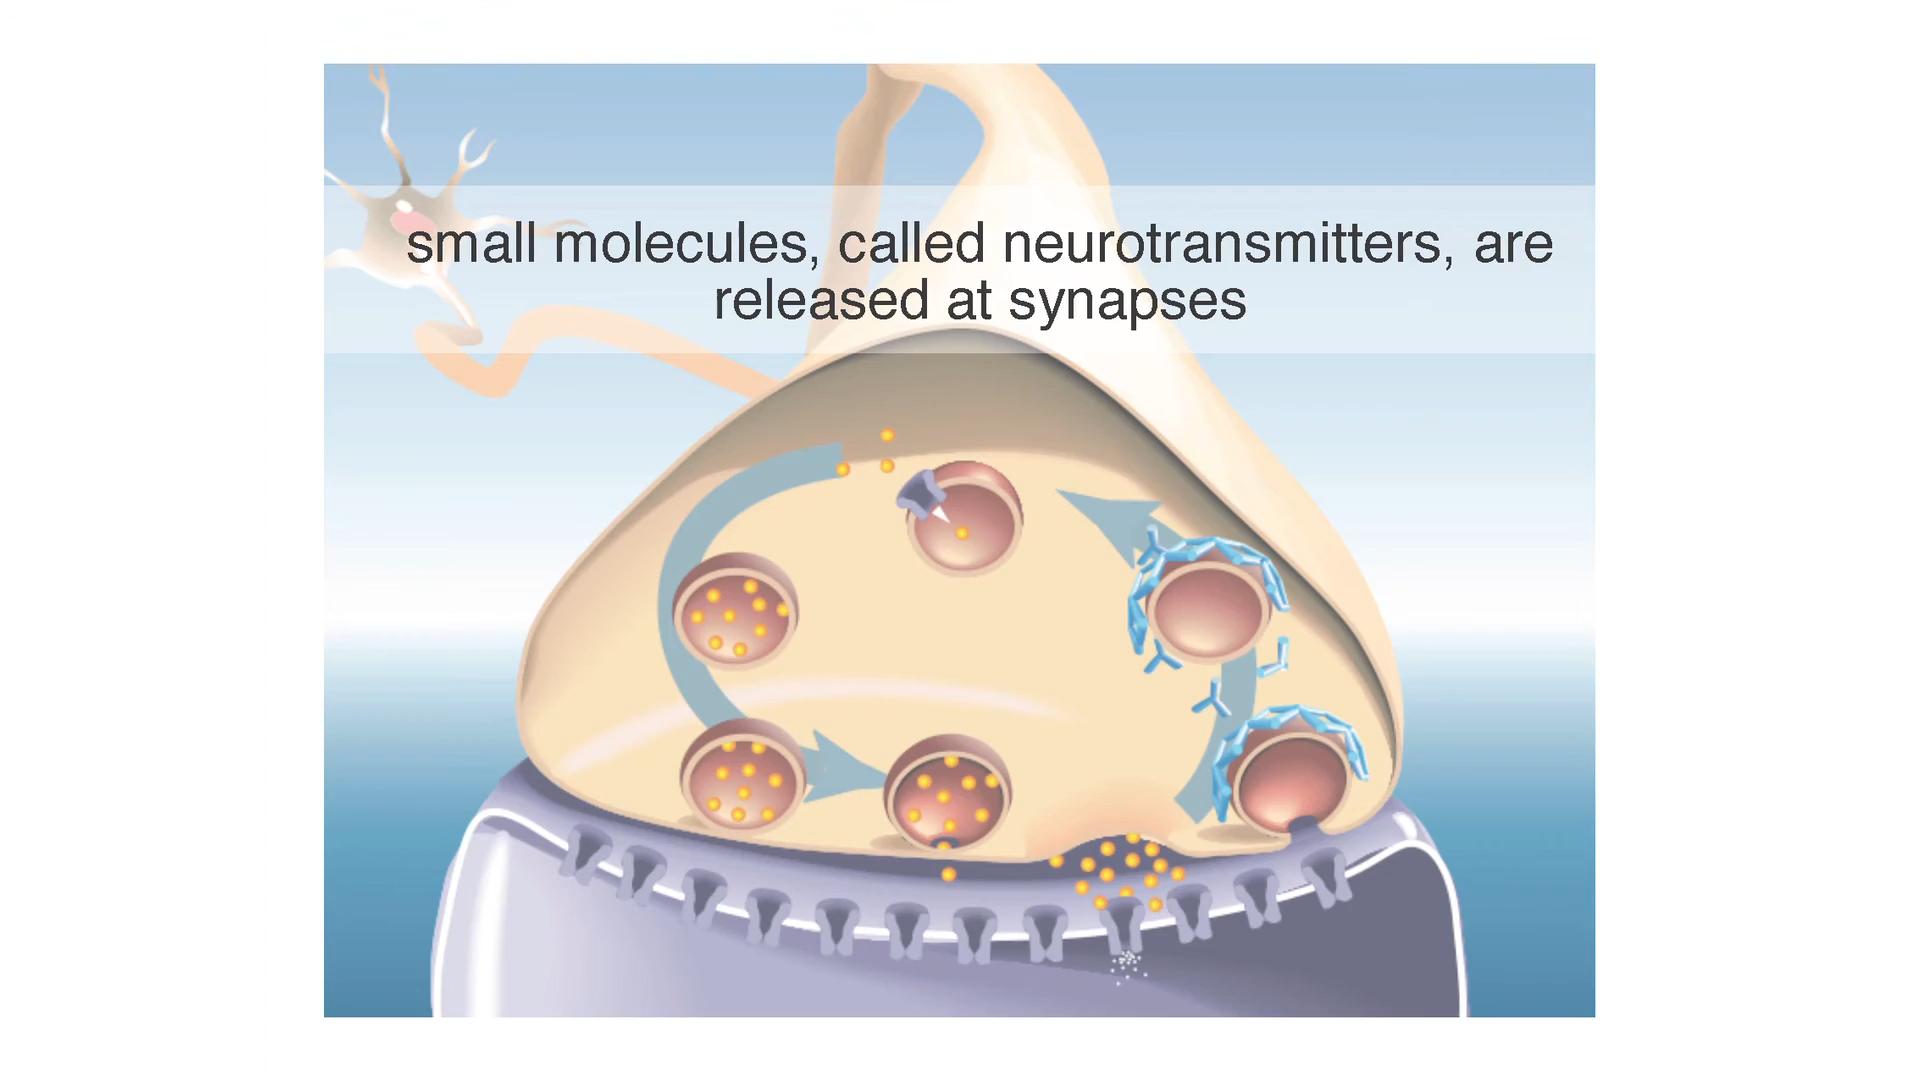 small molecules, called neurotransmitters, are
released at synapses